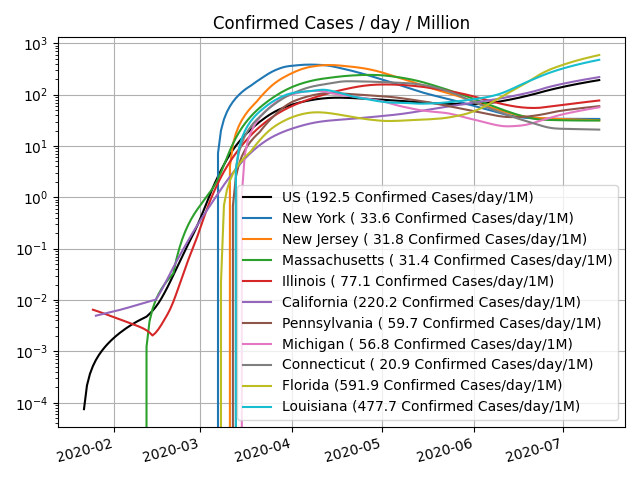 Confirmed Cases / day / Million
10³
10²
10¹
10⁰
10⁻¹
10⁻²
10⁻³
10⁻⁴
US (192.5 Confirmed Cases/day/1M)
New York ( 33.6 Confirmed Cases/day/1M)
New Jersey ( 31.8 Confirmed Cases/day/1M)
Massachusetts ( 31.4 Confirmed Cases/day/1M)
Illinois ( 77.1 Confirmed Cases/day/1M)
California (220.2 Confirmed Cases/day/1M)
Pennsylvania ( 59.7 Confirmed Cases/day/1M)
Michigan ( 56.8 Confirmed Cases/day/1M)
Connecticut ( 20.9 Confirmed Cases/day/1M)
Florida (591.9 Confirmed Cases/day/1M)
Louisiana (477.7 Confirmed Cases/day/1M)
2020-02 2020-03 2020-04 2020-05 2020-06 2020-07